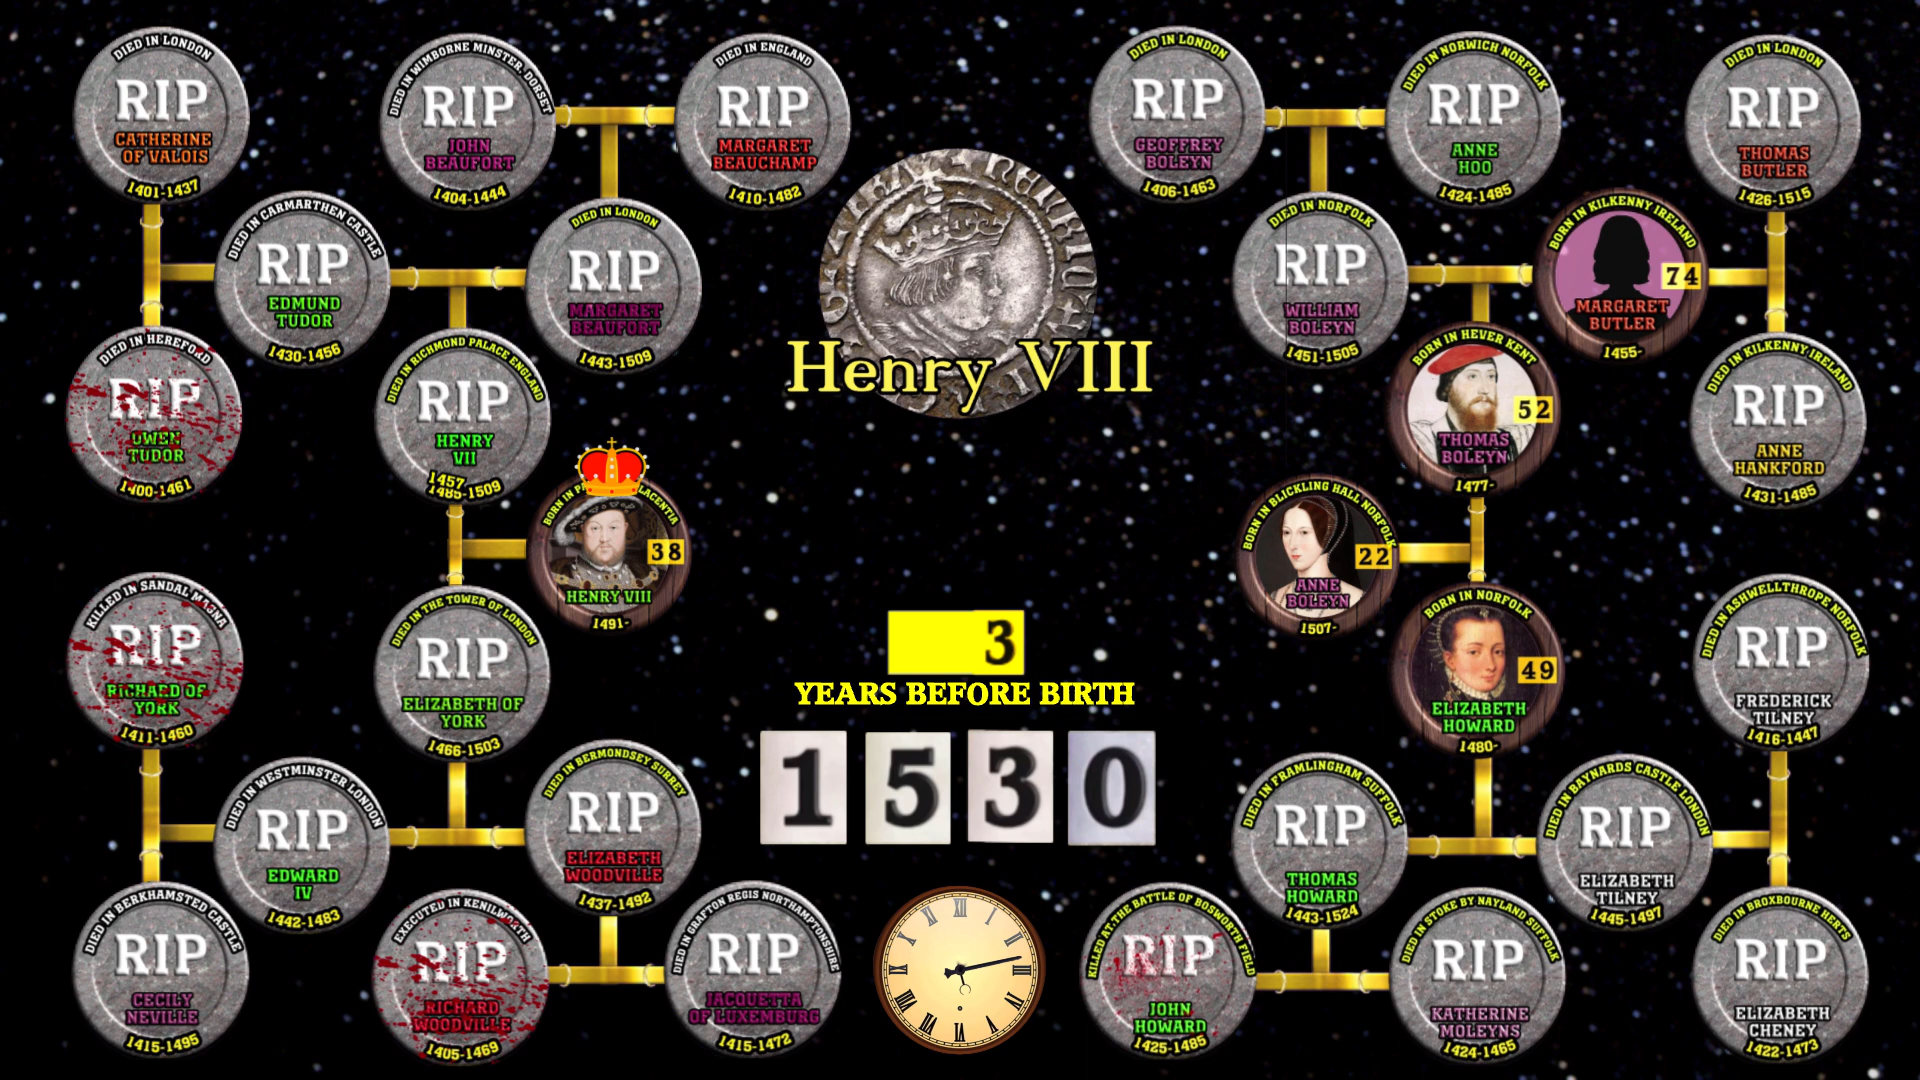 DIED IN LONDON
RIP
CATHERINE
OF VALOIS
1401-1437
DIED IN WIMBORNE MINSTER, DORSET
RIP
JOHN
BEAUFORT
1404-1444
DIED IN ENGLAND
RIP
MARGARET
BEAUCHAMP
1410-1482
DIED IN LONDON
RIP
GEOFFREY
BOLEYN
1406-1463
DIED IN NORWICH NORFOLK
RIP
ANNE
HOO
1424-1485
DIED IN LONDON
RIP
THOMAS
BUTLER
1426-1515
DIED IN CARMARTHEN CASTLE
RIP
EDMUND
TUDOR
1430-1456
DIED IN LONDON
RIP
MARGARET
BEAUFORT
1443-1509
Henry VIII
DIED IN NORFOLK
RIP
WILLIAM
BOLEYN
1451-1505
BORN IN KILKENNY IRELAND
74
MARGARET
BUTLER
1455-
DIED IN HEREFORD
RIP
OWEN
TUDOR
1400-1461
DIED IN RICHMOND PALACE ENGLAND
RIP
HENRY
VII
1457
1485-1509
BORN IN HEVER KENT
52
THOMAS
BOLEYN
1477-
DIED IN KILKENNY IRELAND
RIP
ANNE
HANKFORD
1431-1485
BORN IN P LACENTIA
38
HENRY VIII
1491-
BORN IN BLICKLING HALL NORFOLK
22
ANNE
BOLEYN
1507-
KILLED IN SANDAL MAGNA
RIP
RICHARD OF
YORK
1411-1460
DIED IN THE TOWER OF LONDON
RIP
ELIZABETH OF
YORK
1466-1503
3
YEARS BEFORE BIRTH
1530
BORN IN NORFOLK
49
ELIZABETH
HOWARD
1480-
DIED IN ASHWELLTHROPE NORFOLK
RIP
FREDERICK
TILNEY
1416-1447
DIED IN WESTMINSTER LONDON
RIP
EDWARD
IV
1442-1483
DIED IN BERMONDSEY SURREY
RIP
ELIZABETH
WOODVILLE
1437-1492
DIED IN FRAMLINGHAM SUFFOLK
RIP
THOMAS
HOWARD
1443-1524
DIED IN BAYNARDS CASTLE LONDON
RIP
ELIZABETH
TILNEY
1445-1497
DIED IN BERKHAMSTED CASTLE
RIP
CECILY
NEVILLE
1415-1495
EXECUTED IN KENILWORTH
RIP
RICHARD
WOODVILLE
1405-1469
DIED IN GRAFTON REGIS NORTHAMPTONSHIRE
RIP
JACQUETTA
OF LUXEMBURG
1415-1472
XII I II III V VII VIII IX X XI
KILLED AT THE BATTLE OF BOSWORTH FIELD
RIP
JOHN
HOWARD
1425-1485
DIED IN STOKE BY NAYLAND SUFFOLK
RIP
KATHERINE
MOLEYNS
1424-1465
DIED IN BROXBOURNE HERTS
RIP
ELIZABETH
CHENEY
1422-1473